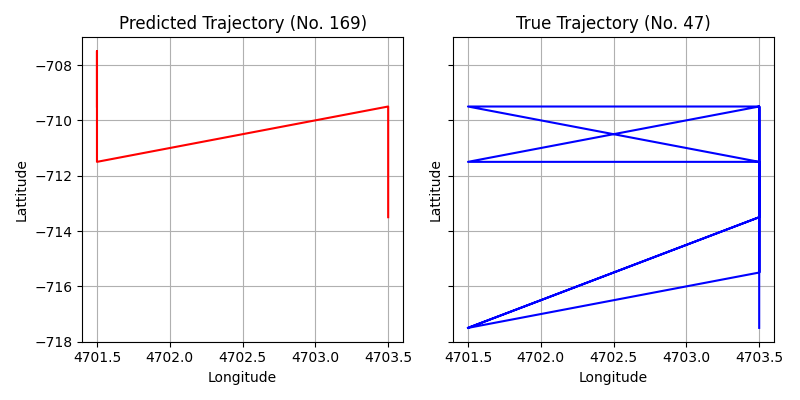 Predicted Trajectory (No. 169)
True Trajectory (No. 47)
Lattitude
−708
−710
−712
−714
−716
−718
4701.5 4702.0 4702.5 4703.0 4703.5
Longitude
Lattitude
4701.5 4702.0 4702.5 4703.0 4703.5
Longitude